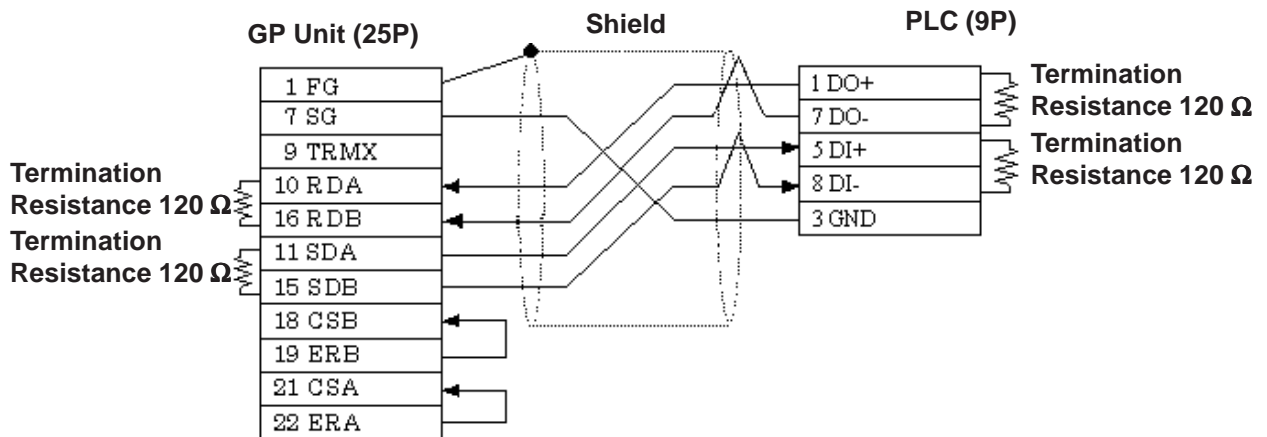 GP Unit (25P)
Shield
PLC (9P)
1 FG
7 SG
9 TRMX
10 RDA
16 RDB
11 SDA
15 SDB
18 CSB
19 ERB
21 CSA
22 ERA
Termination
Resistance 120 Ω
Termination
Resistance 120 Ω
1 DO+
7 DO-
5 DI+
8 DI-
3 GND
Termination
Resistance 120 Ω
Termination
Resistance 120 Ω